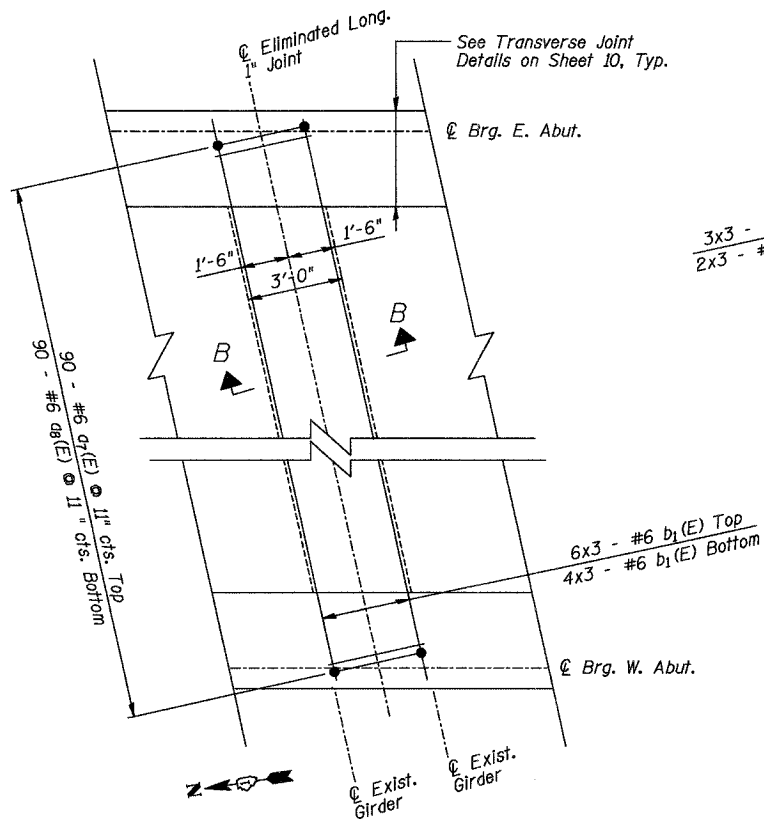 ℄ Eliminated Long.
1" Joint
See Transverse Joint
Details on Sheet 10, Typ.
℄ Brg. E. Abut.
3x3 -
2x3 - #
1'-6"
1'-6"
3'-0"
B
B
90 - #6 a7(E) @ 11" cts. Top
90 - #6 a8(E) @ 11" cts. Bottom
6x3 - #6 b1(E) Top
4x3 - #6 b1(E) Bottom
℄ Brg. W. Abut.
℄ Exist.
Girder
℄ Exist.
Girder
N